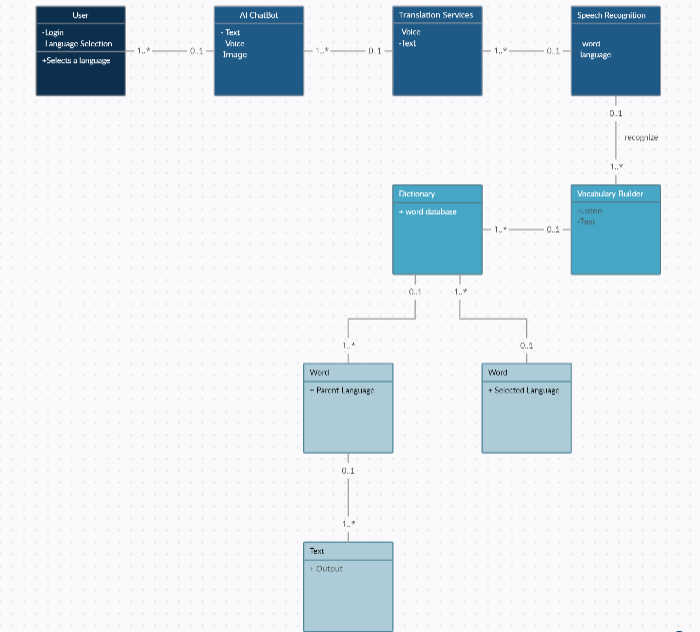 User
-Login
Language Selection
+Selects a language
1..*
0..1
AI ChatBot
- Text
Voice
Image
1..*
0..1
Translation Services
Voice
-Text
1..*
0..1
Speech Recognition
word
language
0..1
recognize
1..*
Vocabulary Builder
-Listen
-Text
Dictionary
+ word database
1..*
0..1
0..1
1..*
1..*
0..1
Word
+ Parent Language
Word
+ Selected Language
0..1
1..*
Text
+ Output